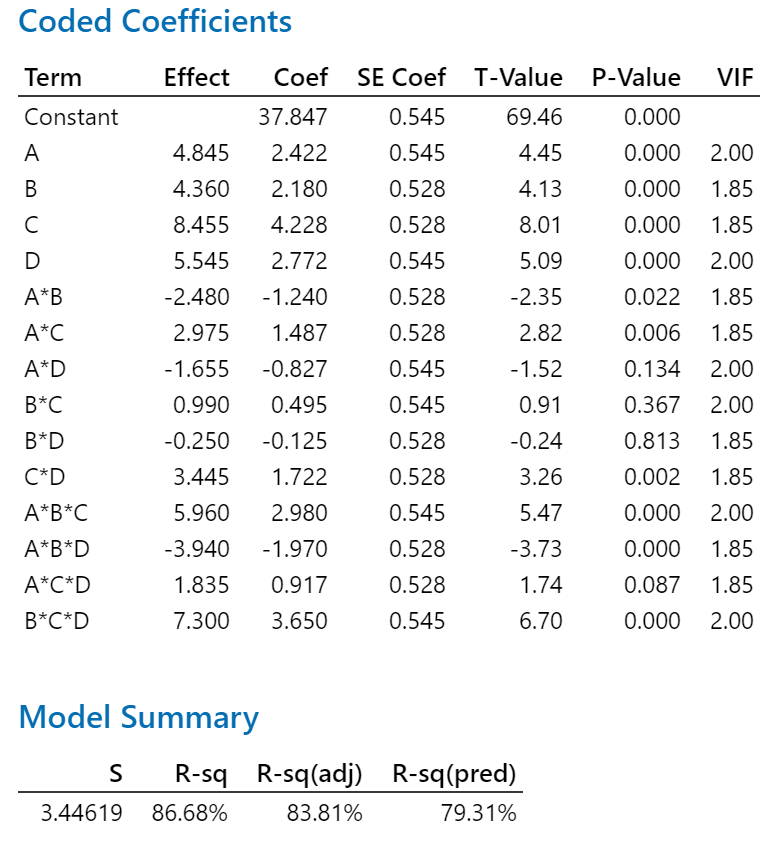 Coded Coefficients
Term Effect Coef SE Coef T-Value P-Value VIF
Constant 37.847 0.545 69.46 0.000
A 4.845 2.422 0.545 4.45 0.000 2.00
B 4.360 2.180 0.528 4.13 0.000 1.85
C 8.455 4.228 0.528 8.01 0.000 1.85
D 5.545 2.772 0.545 5.09 0.000 2.00
A*B -2.480 -1.240 0.528 -2.35 0.022 1.85
A*C 2.975 1.487 0.528 2.82 0.006 1.85
A*D -1.655 -0.827 0.545 -1.52 0.134 2.00
B*C 0.990 0.495 0.545 0.91 0.367 2.00
B*D -0.250 -0.125 0.528 -0.24 0.813 1.85
C*D 3.445 1.722 0.528 3.26 0.002 1.85
A*B*C 5.960 2.980 0.545 5.47 0.000 2.00
A*B*D -3.940 -1.970 0.528 -3.73 0.000 1.85
A*C*D 1.835 0.917 0.528 1.74 0.087 1.85
B*C*D 7.300 3.650 0.545 6.70 0.000 2.00
Model Summary
S R-sq R-sq(adj) R-sq(pred)
3.44619 86.68% 83.81% 79.31%